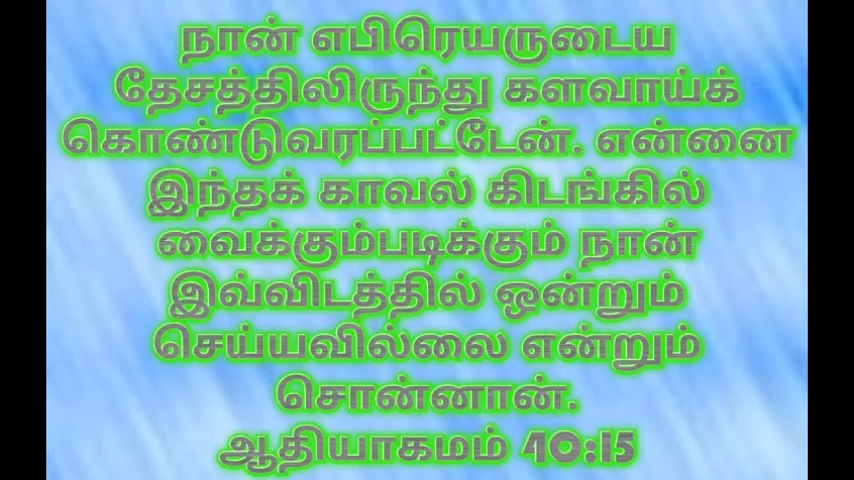 நான் எபிரெயருடைய
தேசத்திலிருந்து களவாய்க்
கொண்டுவரப்பட்டேன். என்னை
இந்தக் காவல் கிடங்கில்
வைக்கும்படிக்கும் நான்
இவ்விடத்தில் ஒன்றும்
செய்யவில்லை என்றும்
சொன்னான்.
ஆதியாகமம் 40:15